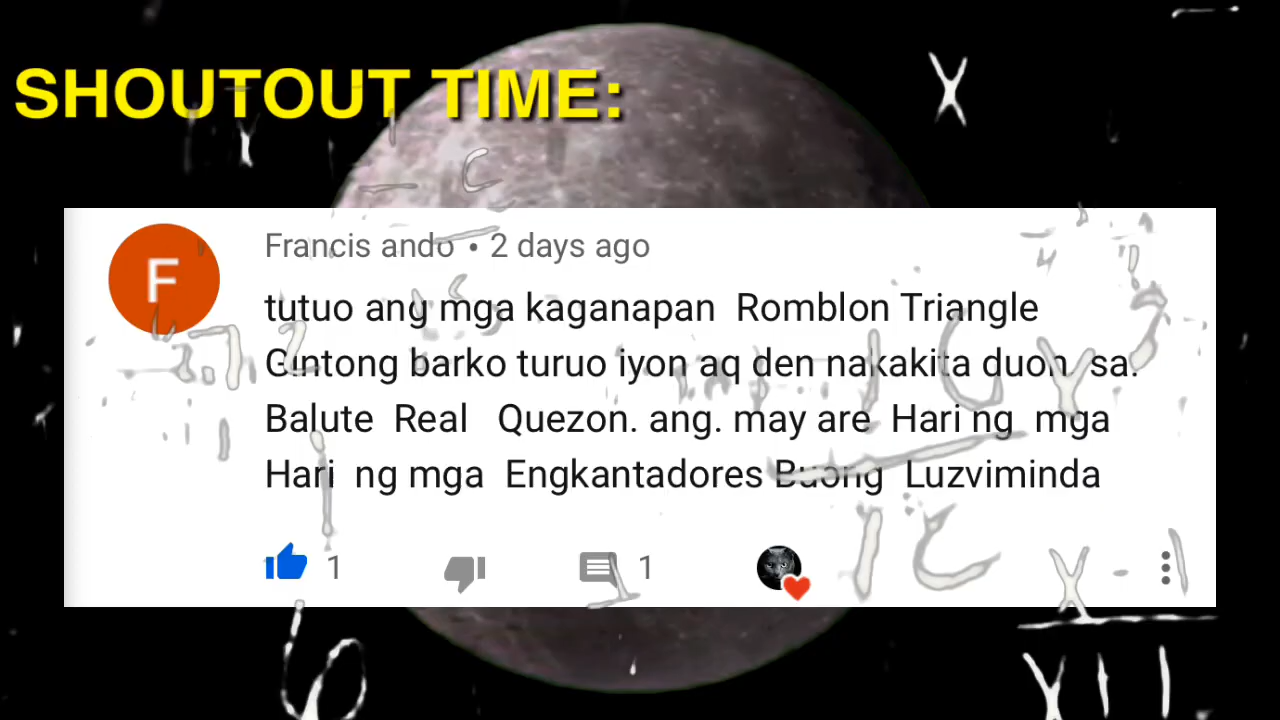 SHOUTOUT TIME:
F
Francis ando • 2 days ago
tutuo ang mga kaganapan Romblon Triangle
Gintong barko turuo iyon aq den nakakita duon sa.
Balute Real Quezon. ang. may are Hari ng mga
Hari ng mga Engkantadores Buong Luzviminda
1 1